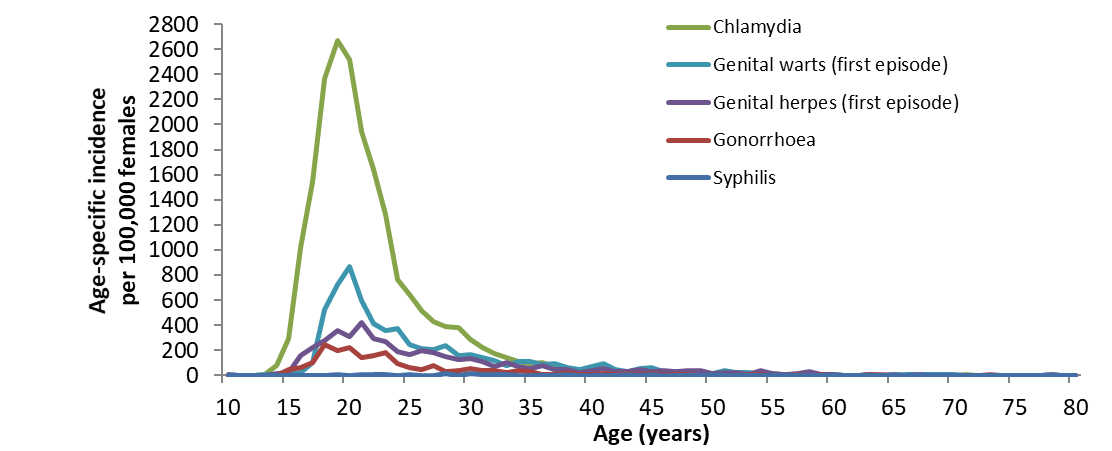 2800
2600
2400
2200
2000
1800
1600
1400
1200
1000
800
600
400
200
0
Age-specific incidence
per 100,000 females
Chlamydia
Genital warts (first episode)
Genital herpes (first episode)
Gonorrhoea
Syphilis
10 15 20 25 30 35 40 45 50 55 60 65 70 75 80
Age (years)